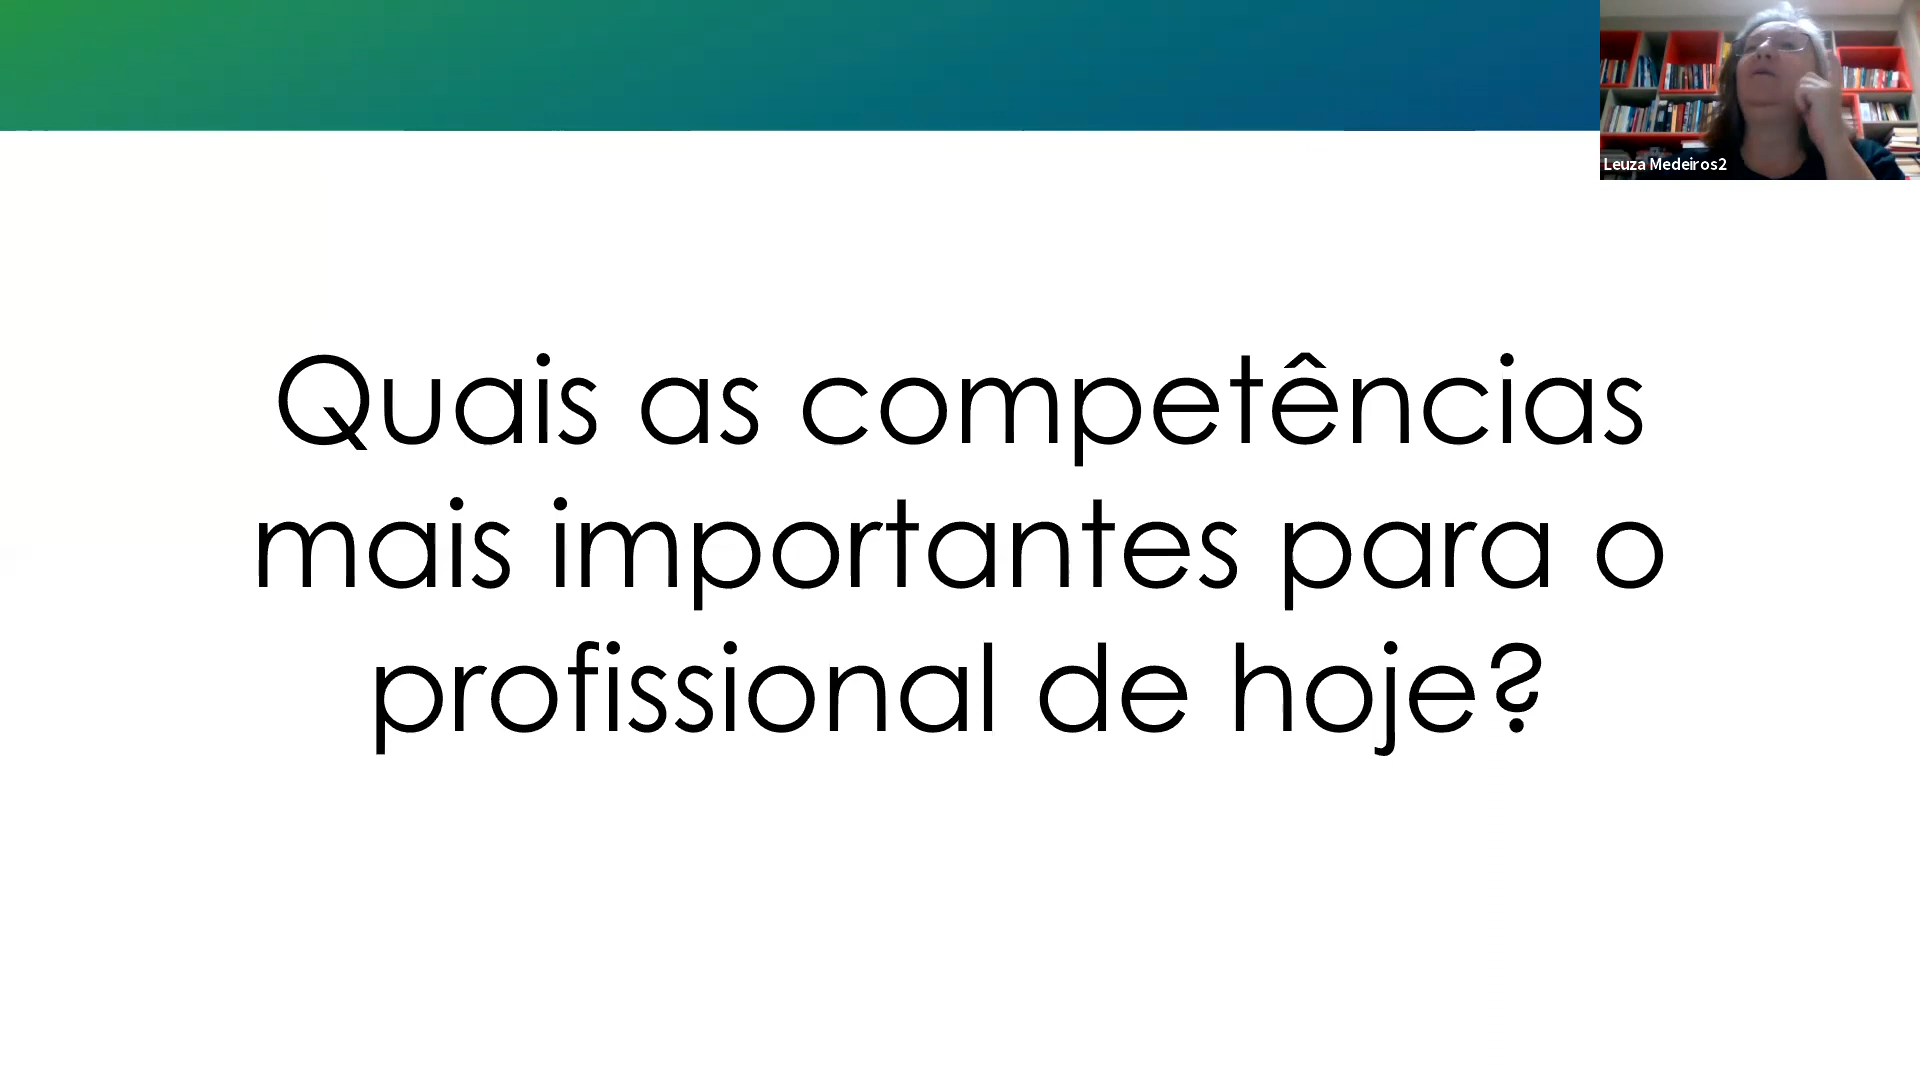 Leuza Medeiros2
Quais as competências
mais importantes para o
profissional de hoje?